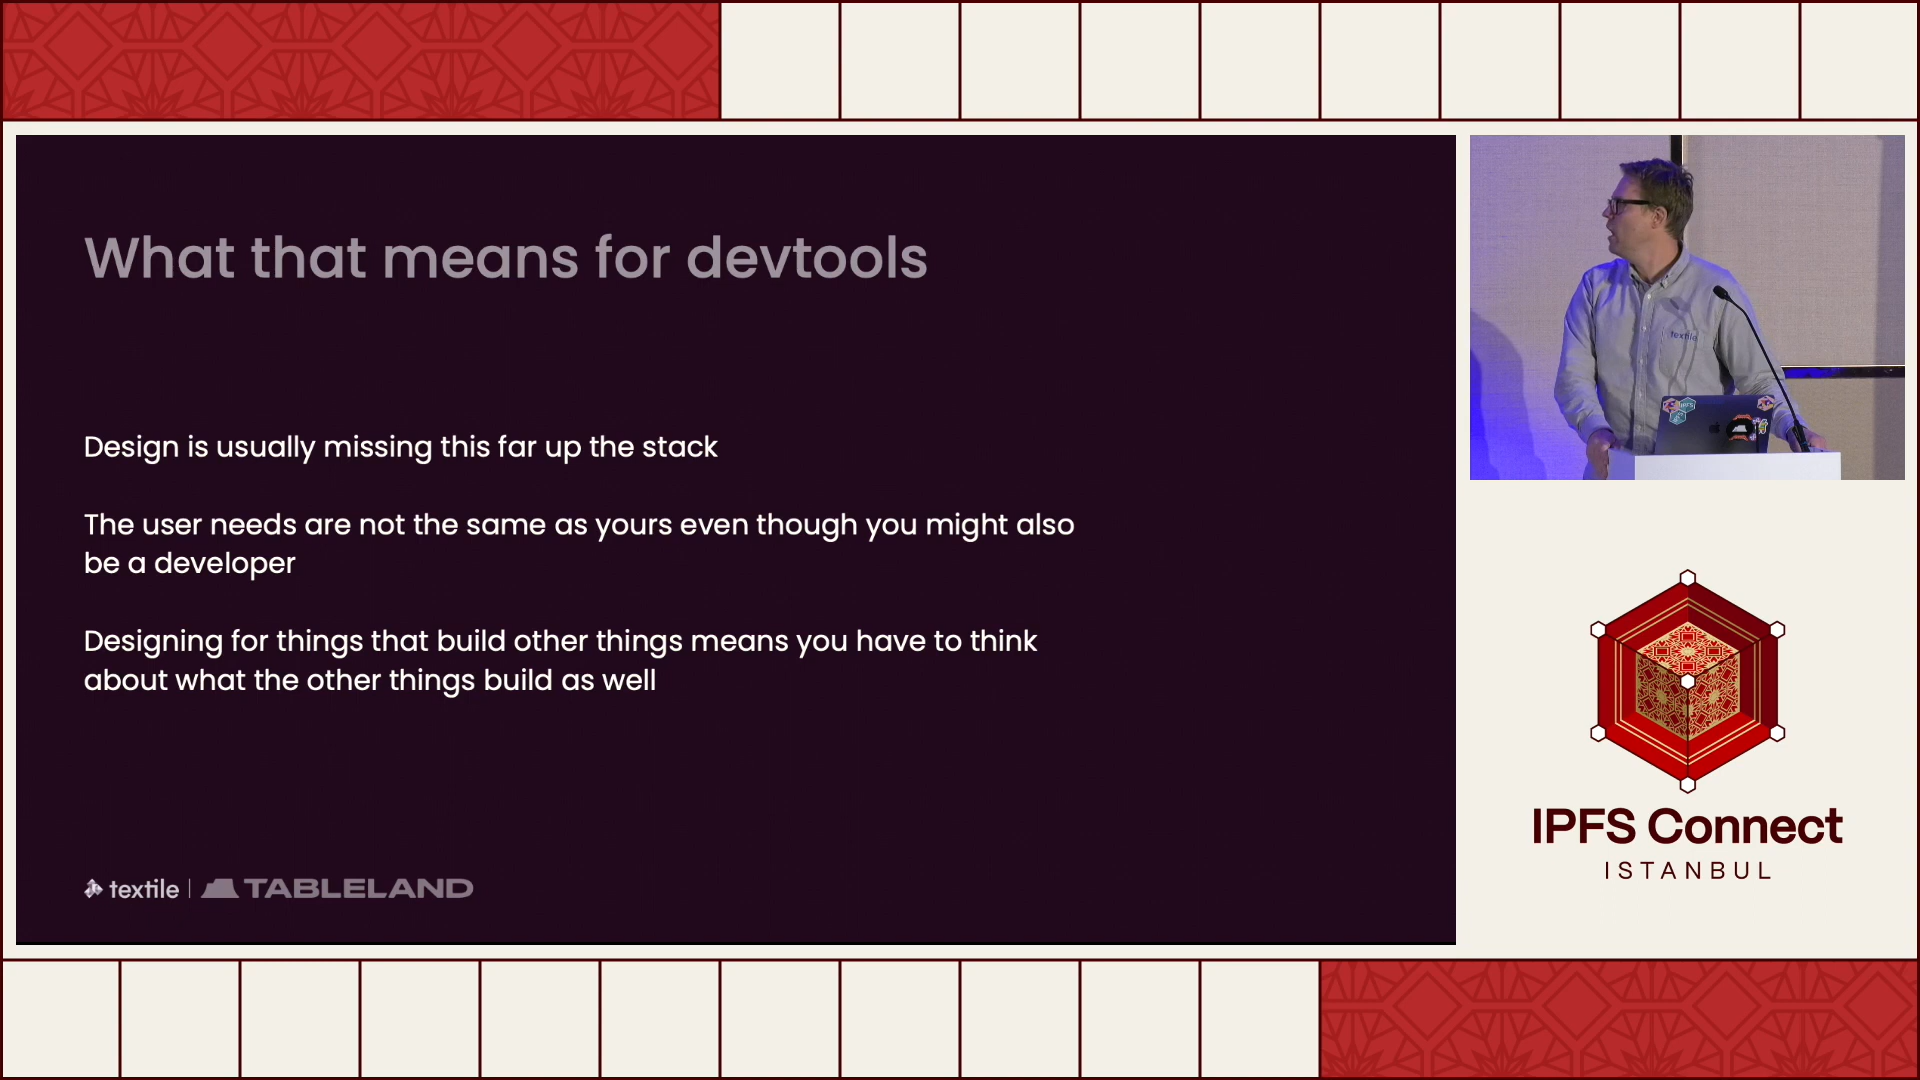 What that means for devtools
Design is usually missing this far up the stack
The user needs are not the same as yours even though you might also
be a developer
Designing for things that build other things means you have to think
about what the other things build as well
textile | TABLELAND
textile
IPFS Connect
ISTANBUL